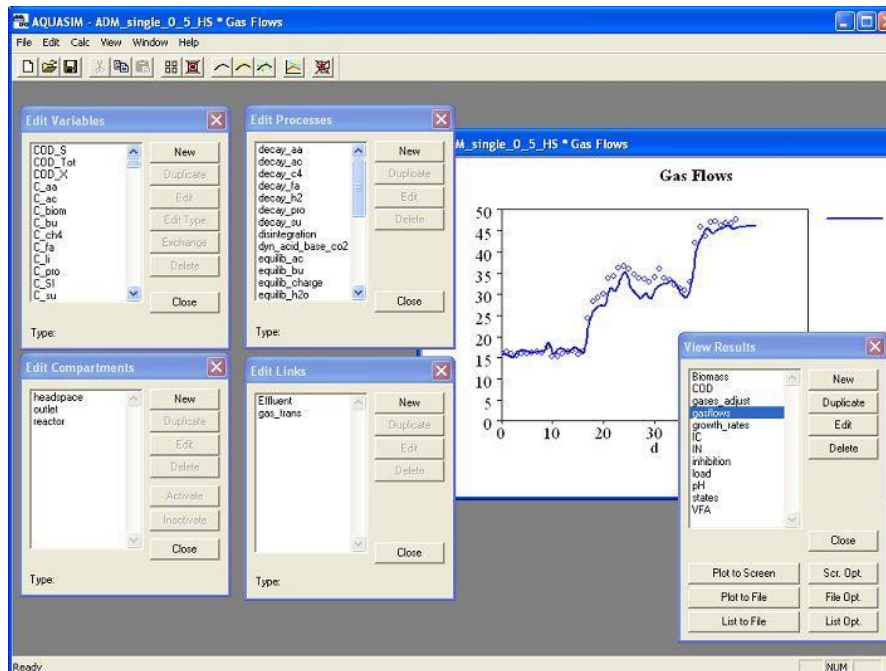 AQUASIM - ADM_single_0_5_HS * Gas Flows
File Edit Calc View Window Help
Edit Variables
COD_S
COD_Tot
COD_X
C_aa
C_ac
C_biom
C_bu
C_ch4
C_fa
C_li
C_pro
C_SI
C_su
New
Duplicate
Edit
Edit Type
Exchange
Delete
Close
Type:
Edit Processes
decay_aa
decay_ac
decay_c4
decay_fa
decay_h2
decay_pro
decay_su
disintegration
dyn_acid_base_co2
equilib_ac
equilib_bu
equilib_charge
equilib_h2o
New
Duplicate
Edit
Delete
Close
Type:
M_single_0_5_HS * Gas Flows
Gas Flows
50
45
40
35
30
25
20
15
10
5
0
0 10 20 30
d
Edit Compartments
headspace
outlet
reactor
New
Duplicate
Edit
Delete
Activate
Inactivate
Close
Type:
Edit Links
Effluent
gas_trans
New
Duplicate
Edit
Delete
Close
Type:
View Results
Biomass
COD
gases_adjust
gasflows
growth_rates
IC
IN
inhibition
load
pH
states
VFA
New
Duplicate
Edit
Delete
Close
Plot to Screen Scr. Opt.
Plot to File File Opt.
List to File List Opt.
Ready NUM